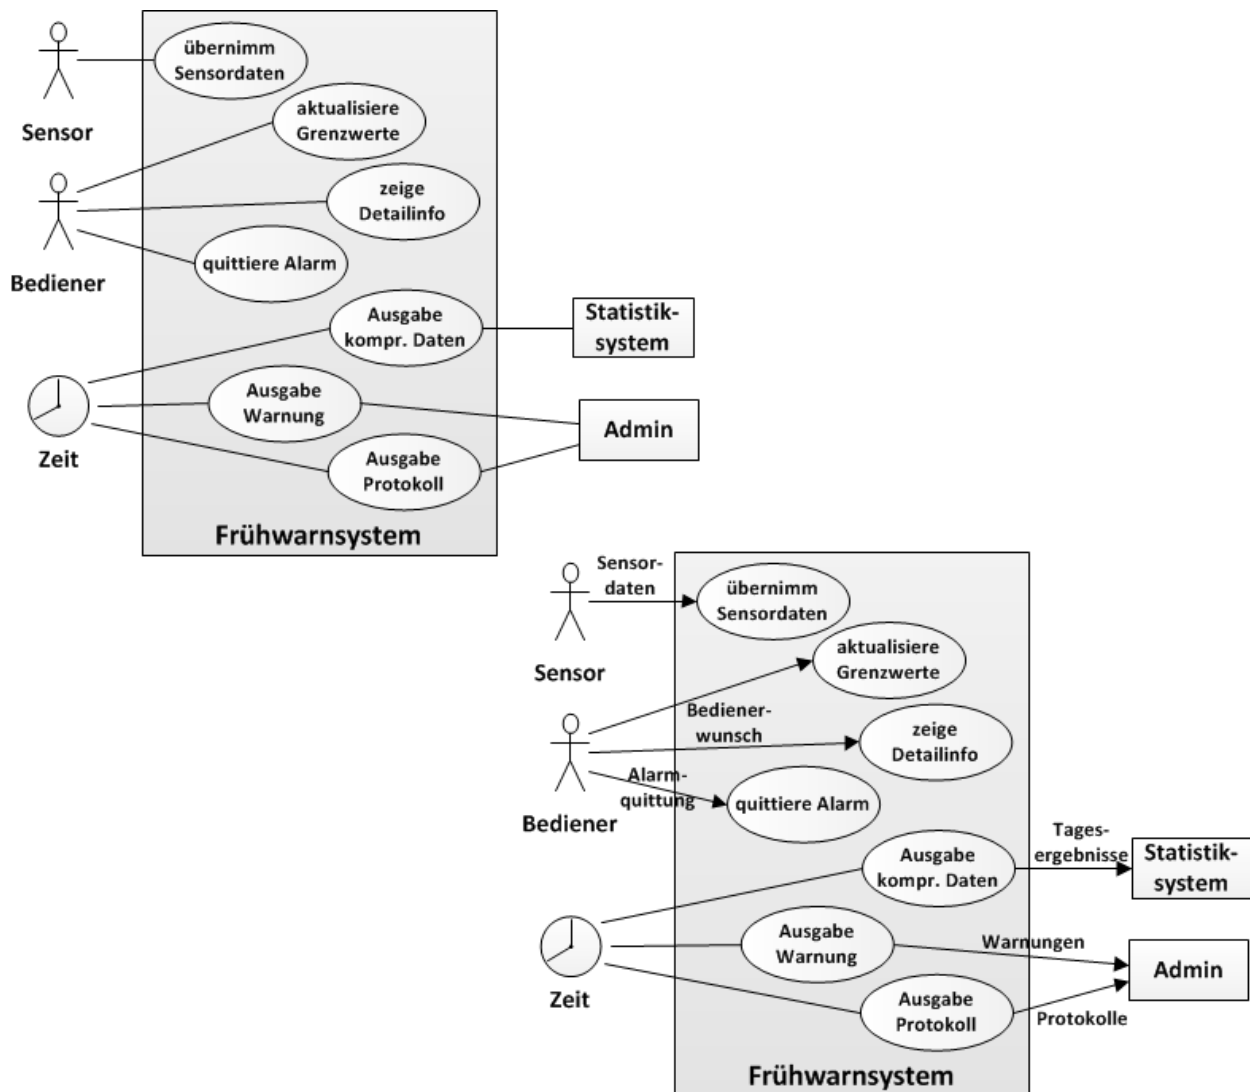 übernimm
Sensordaten
Sensor
aktualisiere
Grenzwerte
zeige
Detailinfo
quittiere Alarm
Bediener
Ausgabe
kompr. Daten
Statistik-
system
Ausgabe
Warnung
Admin
Zeit
Ausgabe
Protokoll
Frühwarnsystem
Sensor-
daten
übernimm
Sensordaten
Sensor
aktualisiere
Grenzwerte
Bediener-
wunsch
zeige
Detailinfo
Alarm-
quittung
quittiere Alarm
Bediener
Ausgabe
kompr. Daten
Tages-
ergebnisse
Statistik-
system
Ausgabe
Warnung
Warnungen
Admin
Zeit
Ausgabe
Protokoll
Protokolle
Frühwarnsystem